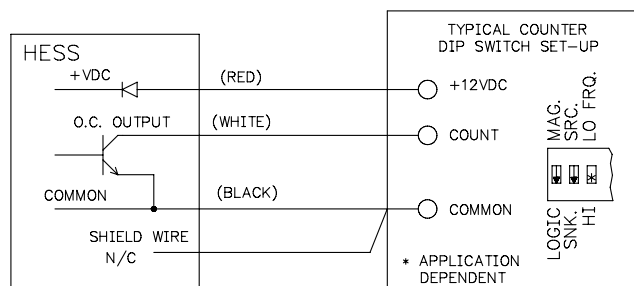 HESS
+VDC
(RED)
O.C. OUTPUT
(WHITE)
COMMON
(BLACK)
SHIELD WIRE
N/C
TYPICAL COUNTER
DIP SWITCH SET-UP
+12VDC
COUNT
COMMON
MAG.
SRC.
LO FRQ.
LOGIC
SNK.
HI
*
* APPLICATION
DEPENDENT